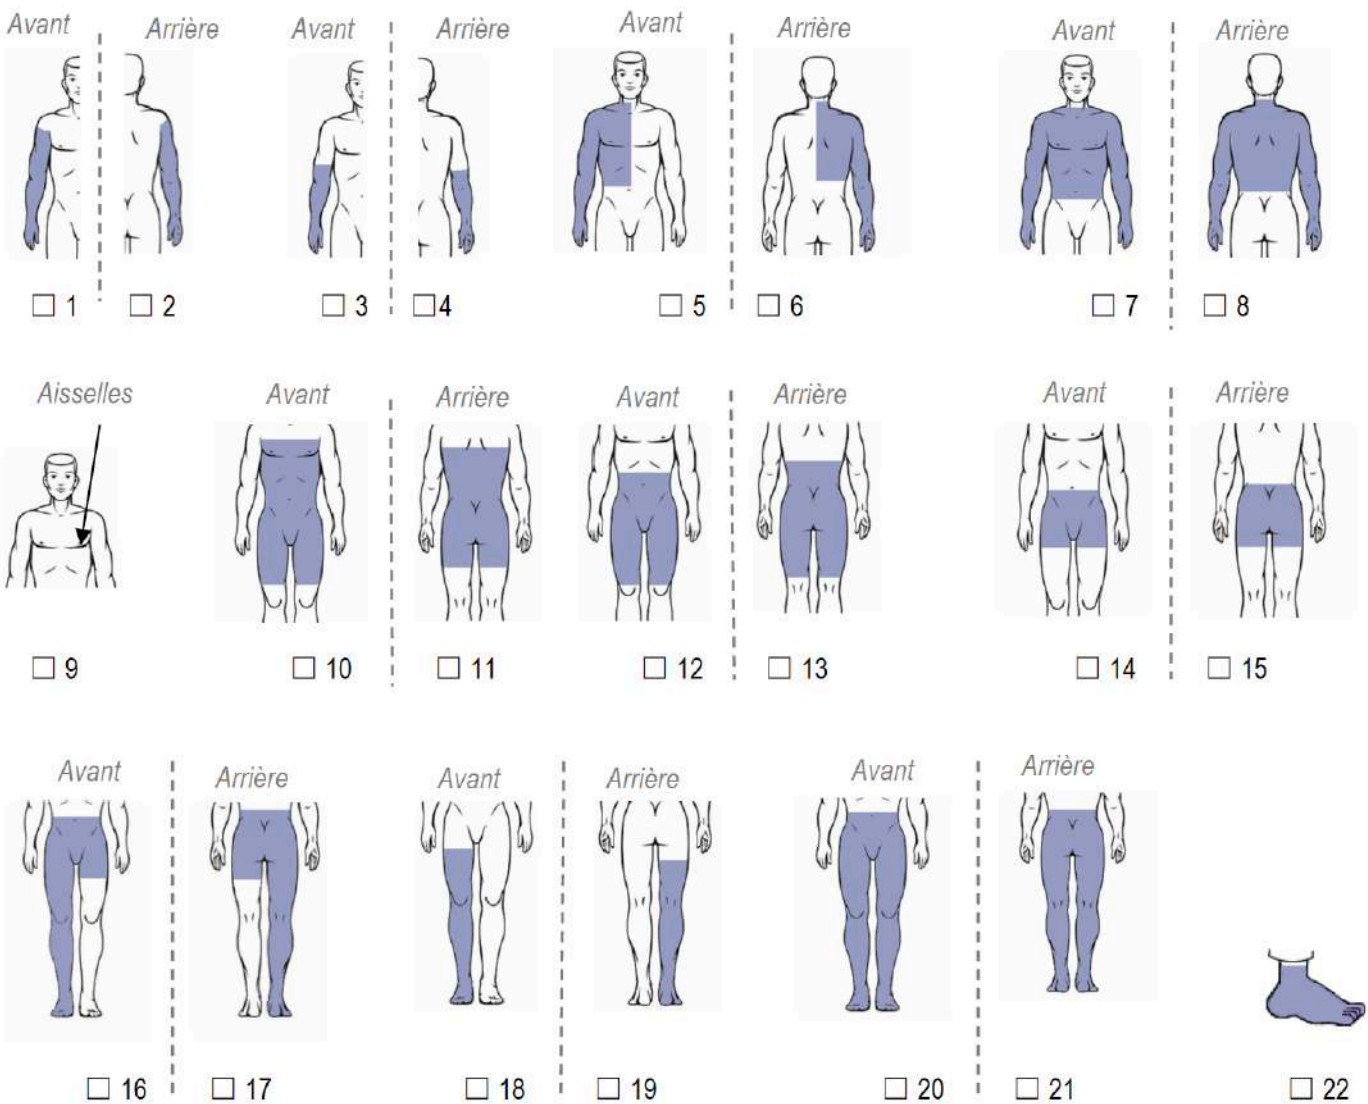 Avant Arrière Avant Arrière Avant Arrière Avant Arrière
☐ 1 ☐ 2 ☐ 3 ☐ 4 ☐ 5 ☐ 6 ☐ 7 ☐ 8
Aisselles Avant Arrière Avant Arrière Avant Arrière
☐ 9 ☐ 10 ☐ 11 ☐ 12 ☐ 13 ☐ 14 ☐ 15
Avant Arrière Avant Arrière Avant Arrière
☐ 16 ☐ 17 ☐ 18 ☐ 19 ☐ 20 ☐ 21 ☐ 22